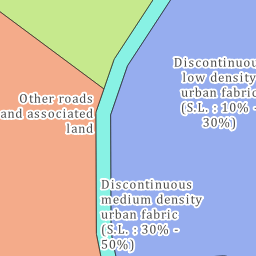 Discontinuous
low density
urban fabric
(S.L. : 10% -
30%)
Other roads
and associated
land
Discontinuous
medium density
urban fabric
(S.L. : 30% -
50%)